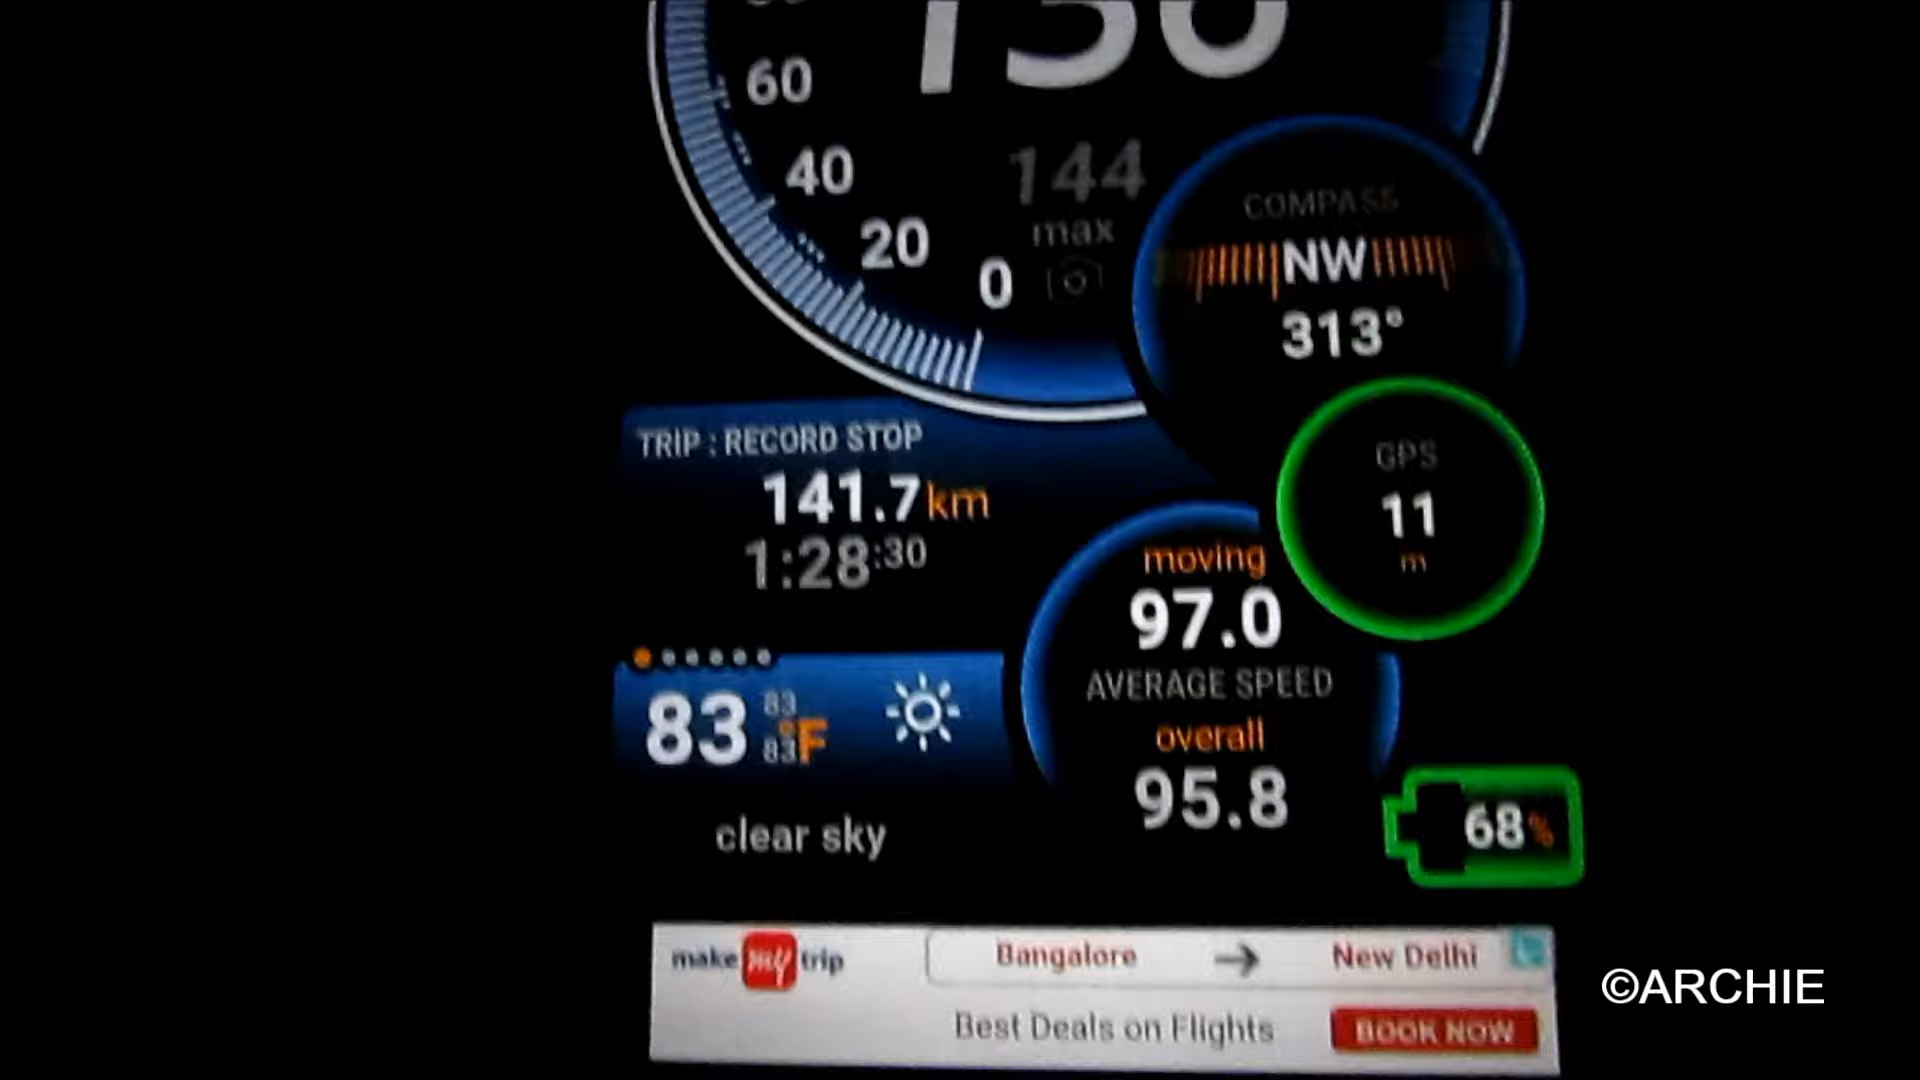 60
40
20
0
144
max
COMPASS
NW
313°
TRIP : RECORD STOP
141.7 km
1:28:30
GPS
11
m
moving
97.0
AVERAGE SPEED
overall
95.8
83 °F
83
83
clear sky
68%
make my trip
Bangalore → New Delhi
Best Deals on Flights
BOOK NOW
©ARCHIE